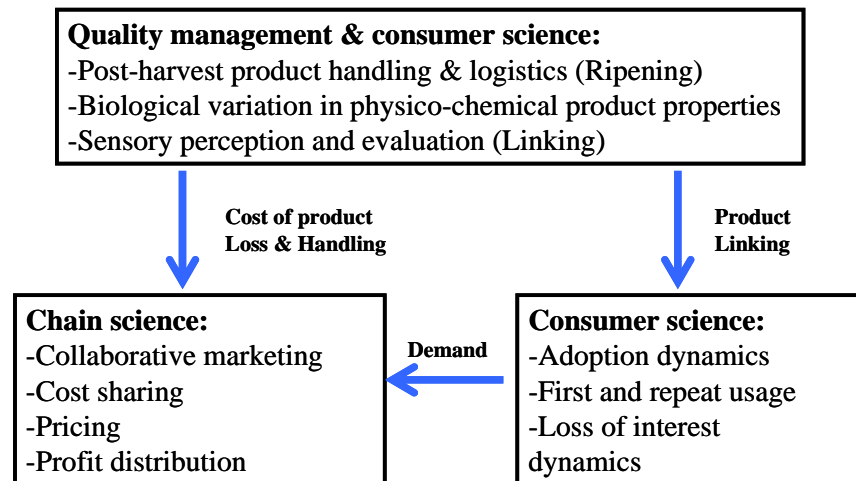 Quality management & consumer science:
-Post-harvest product handling & logistics (Ripening)
-Biological variation in physico-chemical product properties
-Sensory perception and evaluation (Linking)
Cost of product
Loss & Handling
Product
Linking
Chain science:
-Collaborative marketing
-Cost sharing
-Pricing
-Profit distribution
Demand
Consumer science:
-Adoption dynamics
-First and repeat usage
-Loss of interest
dynamics